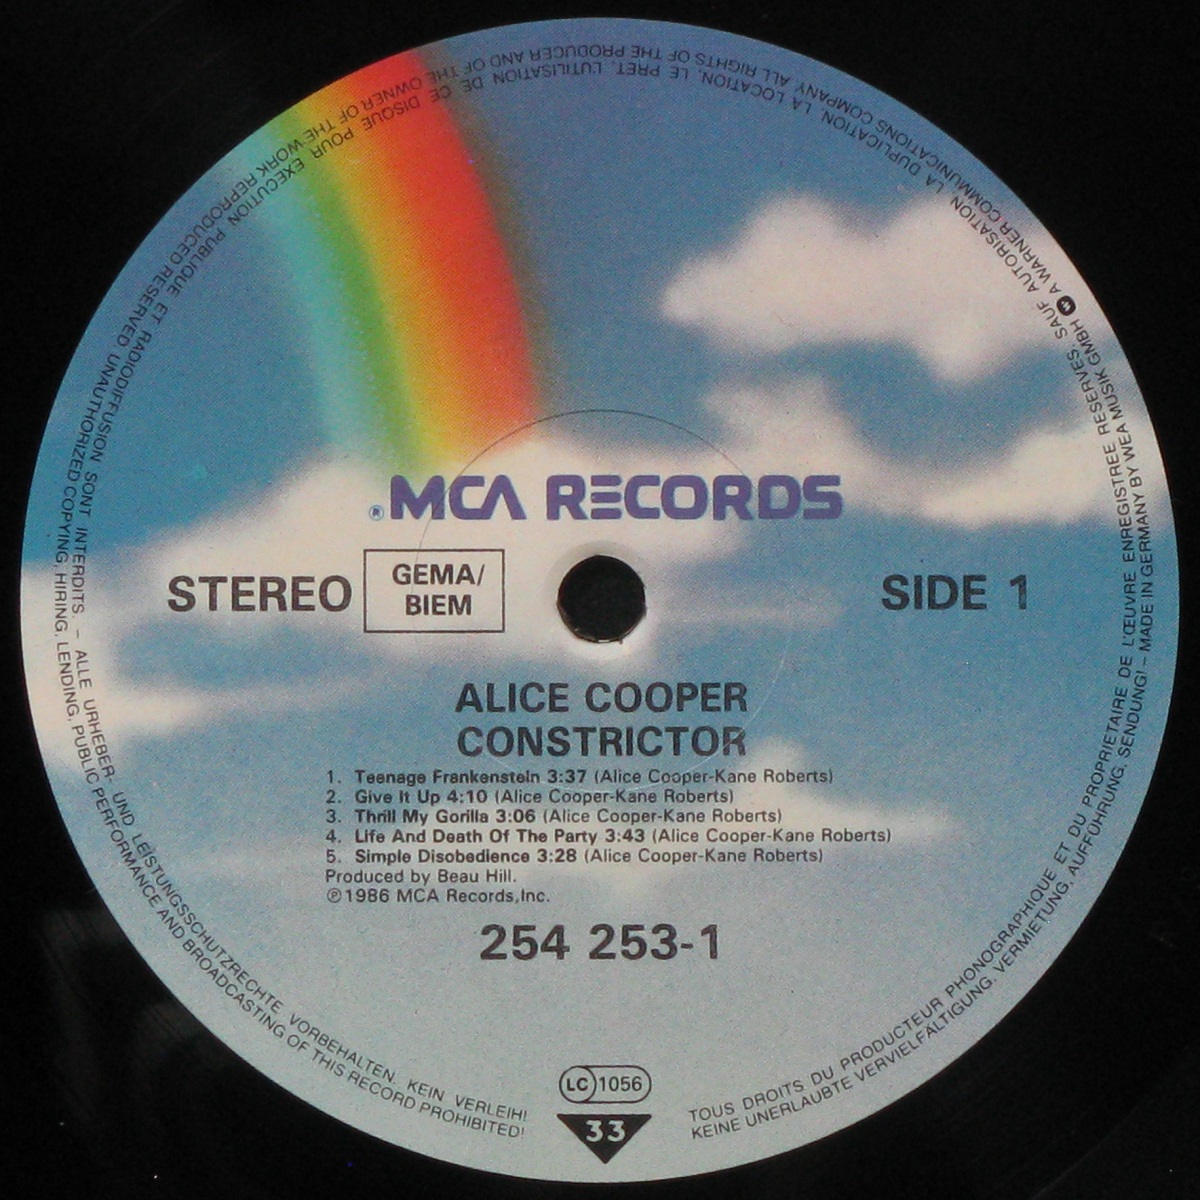 ®MCA RECORDS
STEREO
GEMA/
BIEM
SIDE 1
ALICE COOPER
CONSTRICTOR
1. Teenage Frankenstein 3:37 (Alice Cooper-Kane Roberts)
2. Give It Up 4:10 (Alice Cooper-Kane Roberts)
3. Thrill My Gorilla 3:06 (Alice Cooper-Kane Roberts)
4. Life And Death Of The Party 3:43 (Alice Cooper-Kane Roberts)
5. Simple Disobedience 3:28 (Alice Cooper-Kane Roberts)
Produced by Beau Hill.
℗1986 MCA Records,Inc.
254 253-1
LC 1056
33
TOUS DROITS DU PRODUCTEUR PHONOGRAPHIQUE ET DU PROPRIETAIRE DE L'ŒUVRE ENREGISTREE RESERVES. SAUF AUTORISATION LA DUPLICATION, LA LOCATION, LE PRET, L'UTILISATION DE CE DISQUE POUR EXECUTION PUBLIQUE ET RADIODIFFUSION SONT INTERDITS. – ALLE URHEBER- UND LEISTUNGSSCHUTZRECHTE VORBEHALTEN. KEIN VERLEIH!
KEINE UNERLAUBTE VERVIELFÄLTIGUNG, VERMIETUNG, AUFFÜHRUNG, SENDUNG! – MADE IN GERMANY BY WEA MUSIK GMBH A WARNER COMMUNICATIONS COMPANY. ALL RIGHTS OF THE PRODUCER AND OF THE OWNER OF THE WORK REPRODUCED RESERVED UNAUTHORIZED COPYING, HIRING, LENDING, PUBLIC PERFORMANCE AND BROADCASTING OF THIS RECORD PROHIBITED!